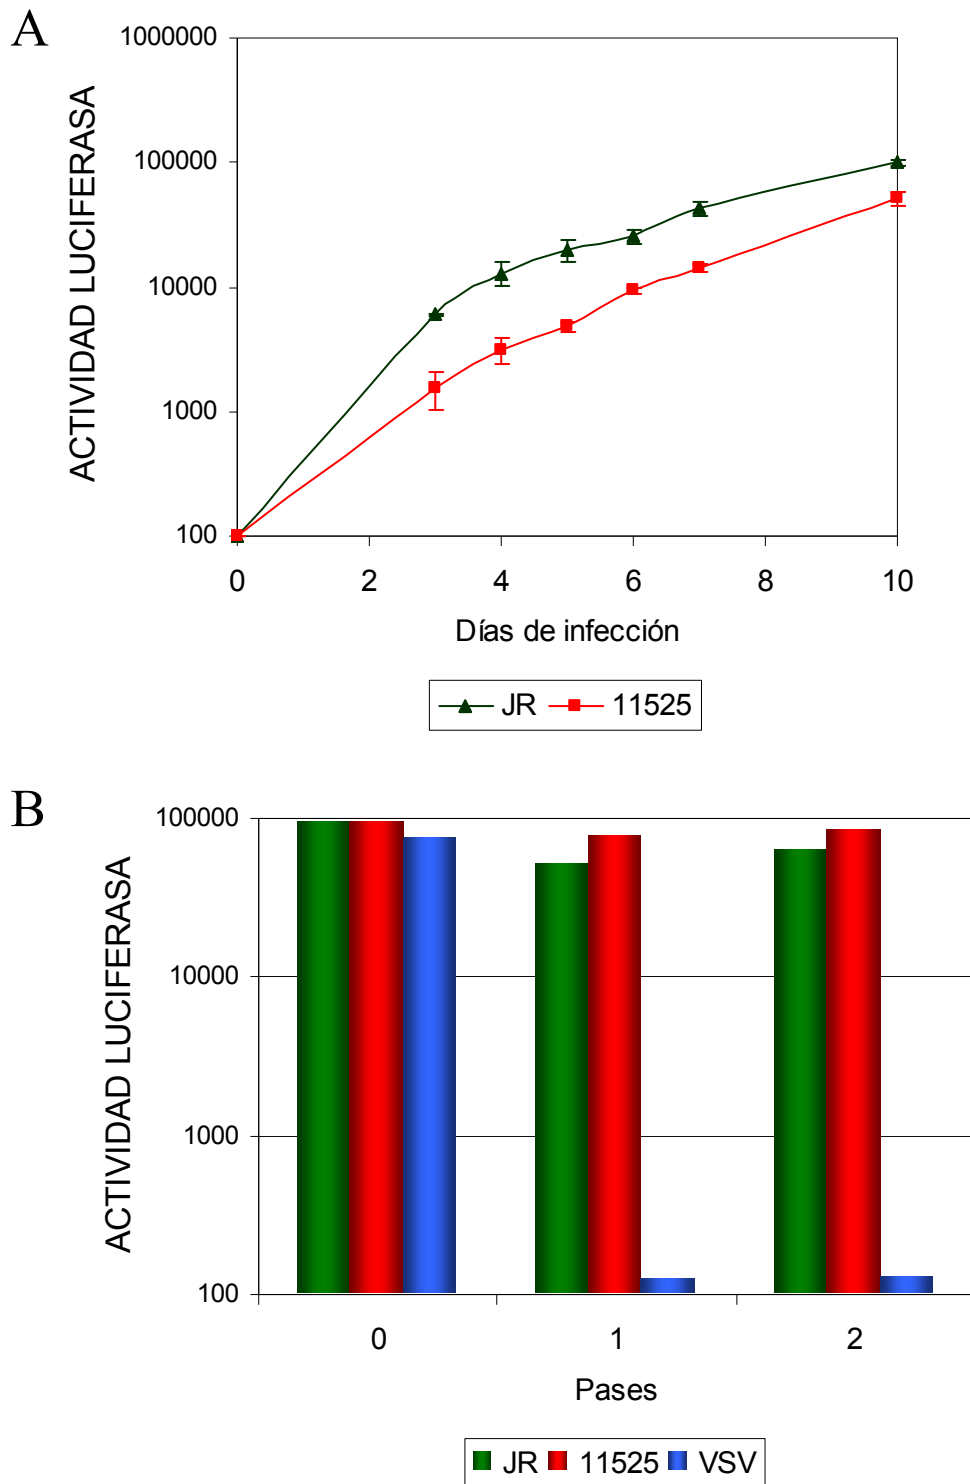 A
ACTIVIDAD LUCIFERASA
1000000
100000
10000
1000
100
0 2 4 6 8 10
Días de infección
JR 11525
B
ACTIVIDAD LUCIFERASA
100000
10000
1000
100
0 1 2
Pases
JR 11525 VSV